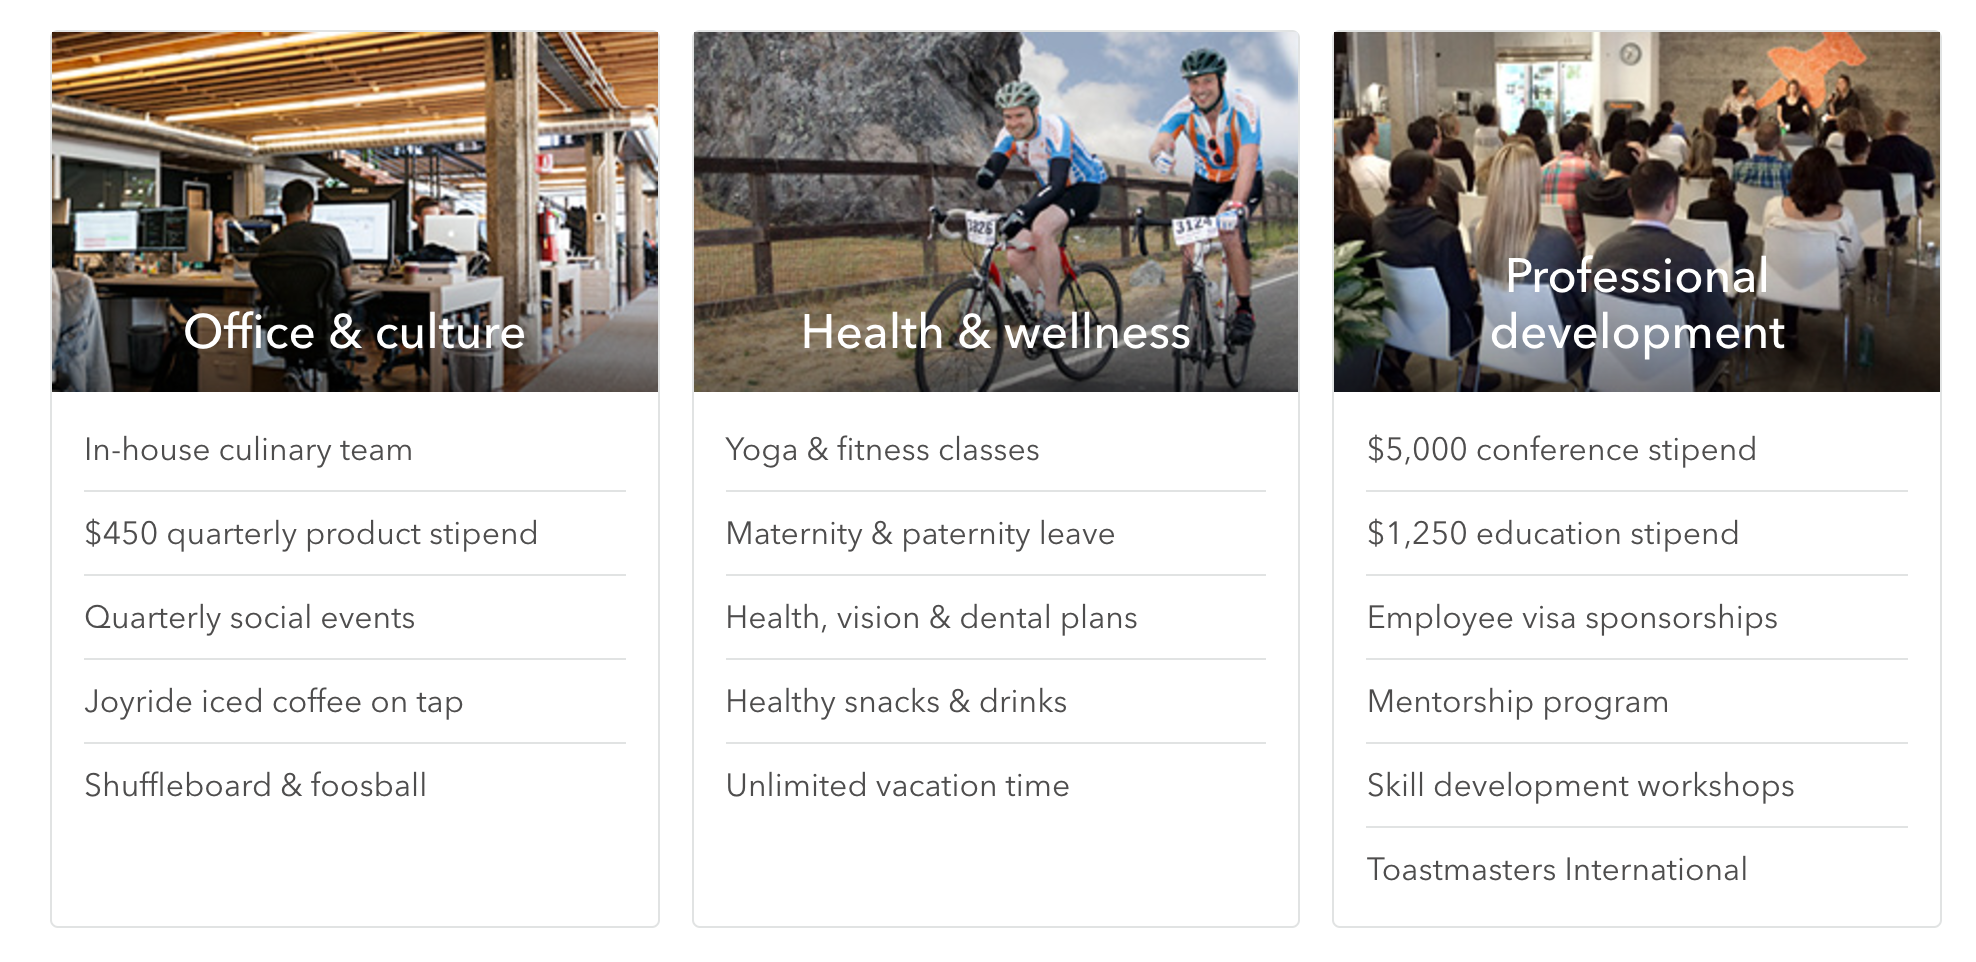 Office & culture
In-house culinary team
$450 quarterly product stipend
Quarterly social events
Joyride iced coffee on tap
Shuffleboard & foosball
3826
3124
Health & wellness
Yoga & fitness classes
Maternity & paternity leave
Health, vision & dental plans
Healthy snacks & drinks
Unlimited vacation time
Professional
development
$5,000 conference stipend
$1,250 education stipend
Employee visa sponsorships
Mentorship program
Skill development workshops
Toastmasters International